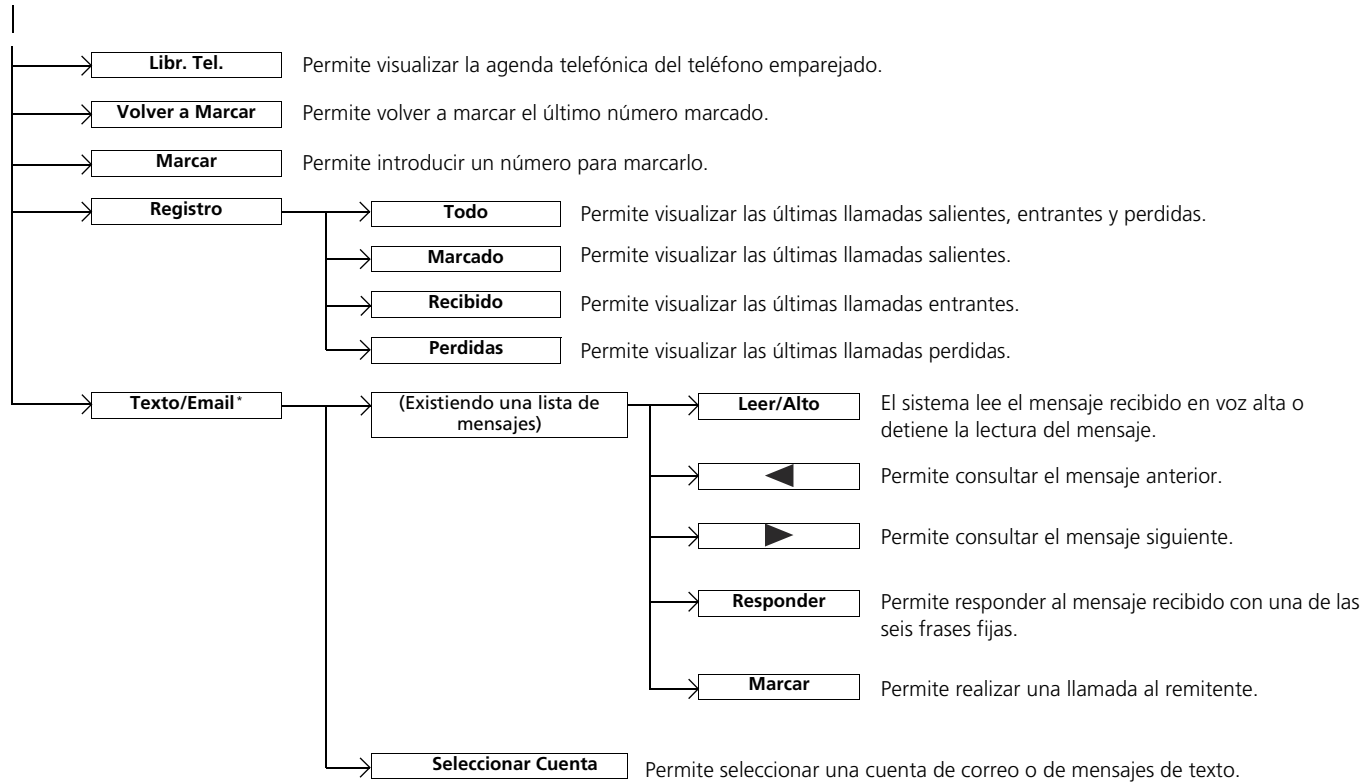 Libr. Tel. Permite visualizar la agenda telefónica del teléfono emparejado.
Volver a Marcar Permite volver a marcar el último número marcado.
Marcar Permite introducir un número para marcarlo.
Registro Todo Permite visualizar las últimas llamadas salientes, entrantes y perdidas.
Marcado Permite visualizar las últimas llamadas salientes.
Recibido Permite visualizar las últimas llamadas entrantes.
Perdidas Permite visualizar las últimas llamadas perdidas.
Texto/Email*
(Existiendo una lista de
mensajes)
Leer/Alto
El sistema lee el mensaje recibido en voz alta o
detiene la lectura del mensaje.
Permite consultar el mensaje anterior.
Permite consultar el mensaje siguiente.
Responder
Permite responder al mensaje recibido con una de las
seis frases fijas.
Marcar Permite realizar una llamada al remitente.
Seleccionar Cuenta Permite seleccionar una cuenta de correo o de mensajes de texto.